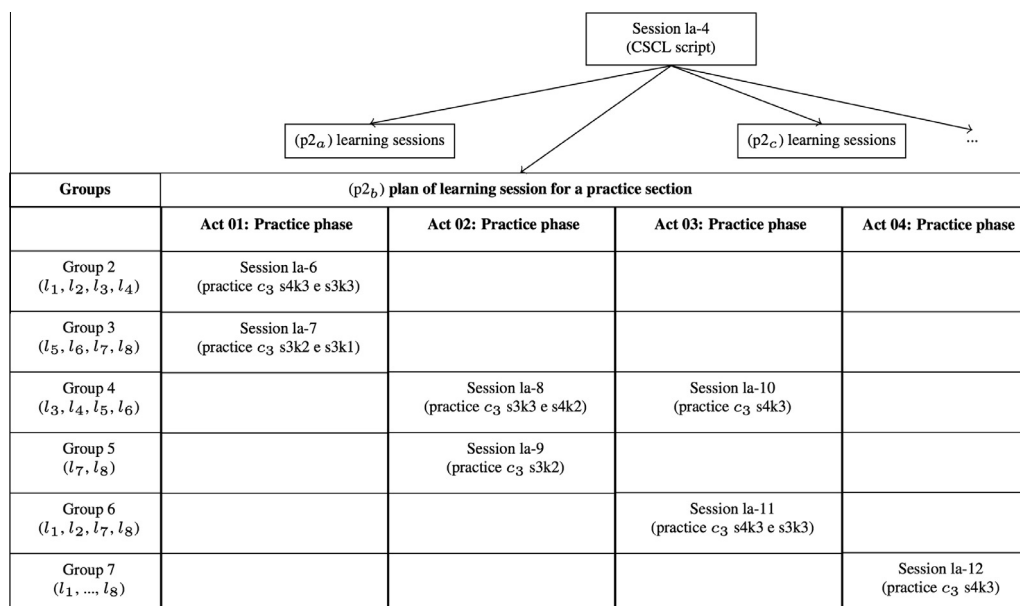 Session la-4
(CSCL script)
(p2a) learning sessions
(p2c) learning sessions
...
Groups
(p2b) plan of learning session for a practice section
Act 01: Practice phase
Act 02: Practice phase
Act 03: Practice phase
Act 04: Practice phase
Group 2
(l1, l2, l3, l4)
Session la-6
(practice c3 s4k3 e s3k3)
Group 3
(l5, l6, l7, l8)
Session la-7
(practice c3 s3k2 e s3k1)
Group 4
(l3, l4, l5, l6)
Session la-8
(practice c3 s3k3 e s4k2)
Session la-10
(practice c3 s4k3)
Group 5
(l7, l8)
Session la-9
(practice c3 s3k2)
Group 6
(l1, l2, l7, l8)
Session la-11
(practice c3 s4k3 e s3k3)
Group 7
(l1, ..., l8)
Session la-12
(practice c3 s4k3)